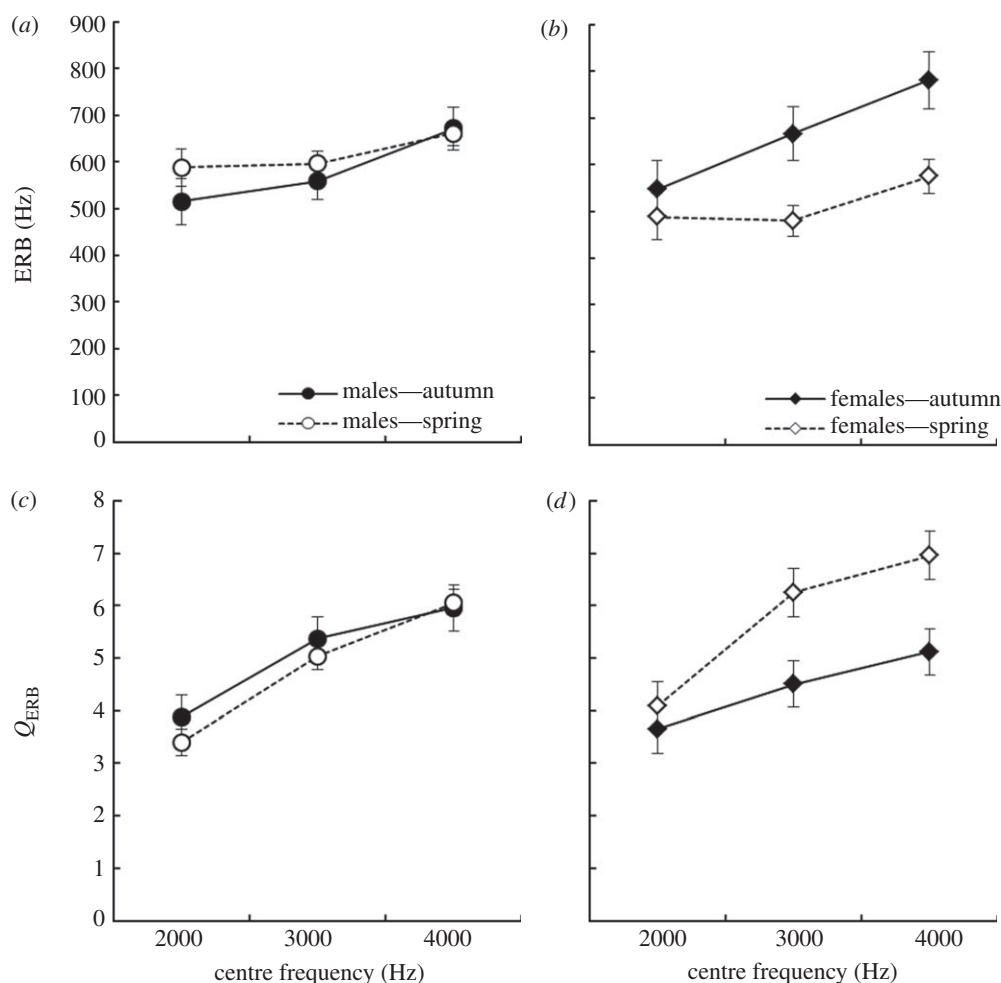 (a)
900
800
700
600
500
400
300
200
100
0
ERB (Hz)
males—autumn
males—spring
(b)
females—autumn
females—spring
(c)
8
7
6
5
4
3
2
1
0
QERB
2000 3000 4000
centre frequency (Hz)
(d)
2000 3000 4000
centre frequency (Hz)